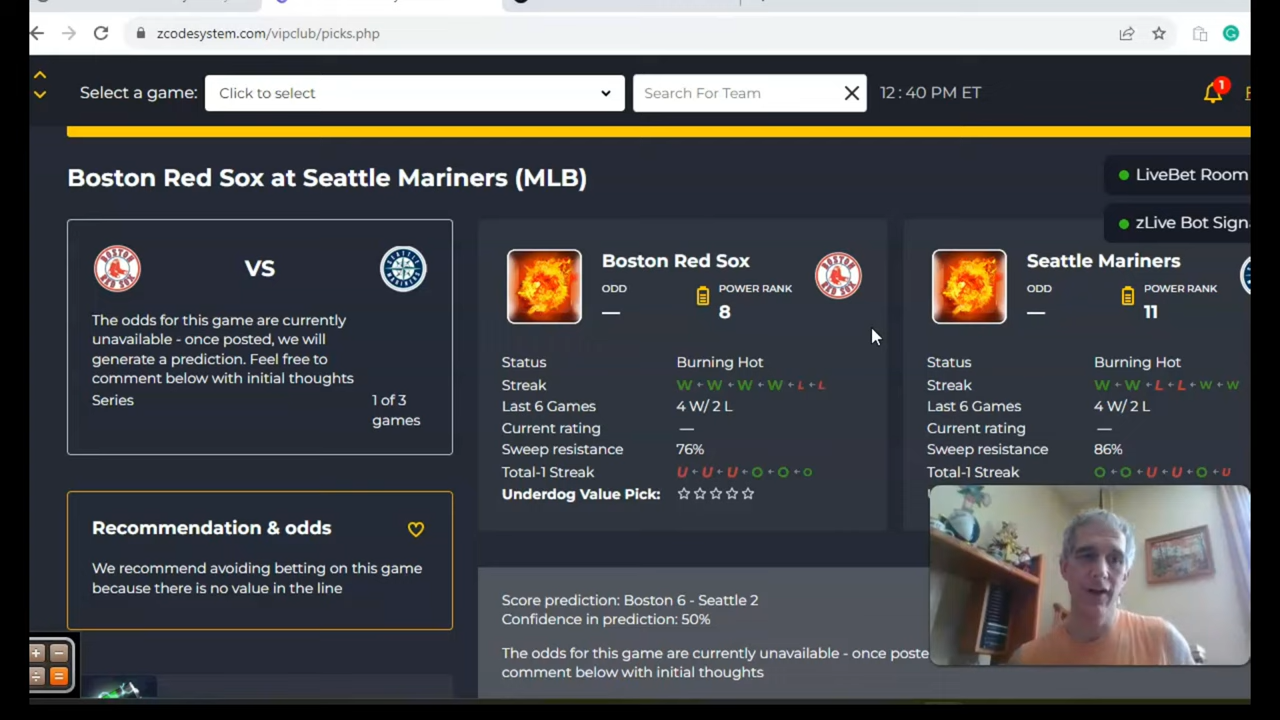 zcodesystem.com/vipclub/picks.php
Select a game:
Click to select
Search For Team
12:40 PM ET
1
Boston Red Sox at Seattle Mariners (MLB)
LiveBet Room
zLive Bot Sign
VS
The odds for this game are currently
unavailable - once posted, we will
generate a prediction. Feel free to
comment below with initial thoughts
Series
1 of 3
games
Boston Red Sox
ODD
POWER RANK
—
8
Status
Burning Hot
Streak
W W W W L L
Last 6 Games
4 W/ 2 L
Current rating
—
Sweep resistance
76%
Total-1 Streak
U U U O O O
Underdog Value Pick:
Seattle Mariners
ODD
POWER RANK
—
11
Status
Burning Hot
Streak
W W L L W W
Last 6 Games
4 W/ 2 L
Current rating
—
Sweep resistance
86%
Total-1 Streak
O O U U O U
Recommendation & odds
We recommend avoiding betting on this game
because there is no value in the line
Score prediction: Boston 6 - Seattle 2
Confidence in prediction: 50%
The odds for this game are currently unavailable - once poste
comment below with initial thoughts